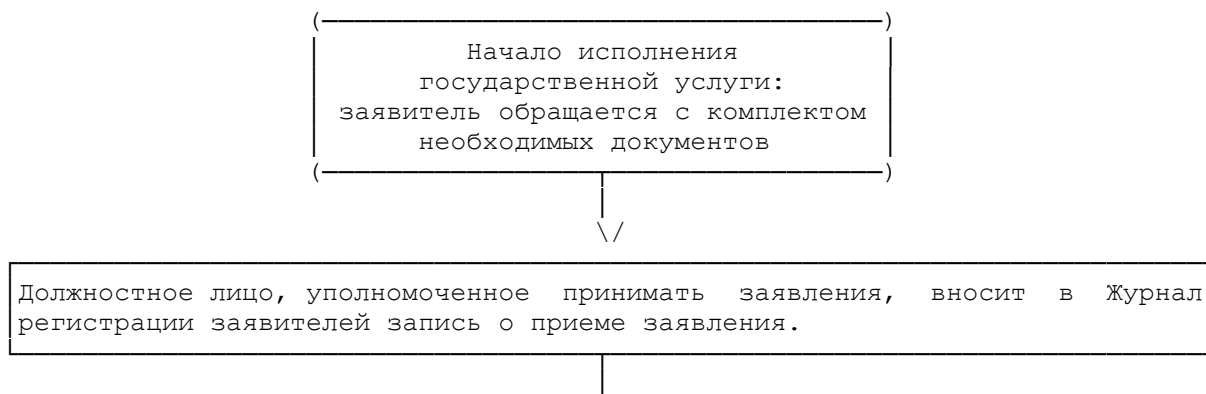 Начало исполнения
государственной услуги:
заявитель обращается с комплектом
необходимых документов
Должностное лицо, уполномоченное принимать заявления, вносит в Журнал
регистрации заявителей запись о приеме заявления.